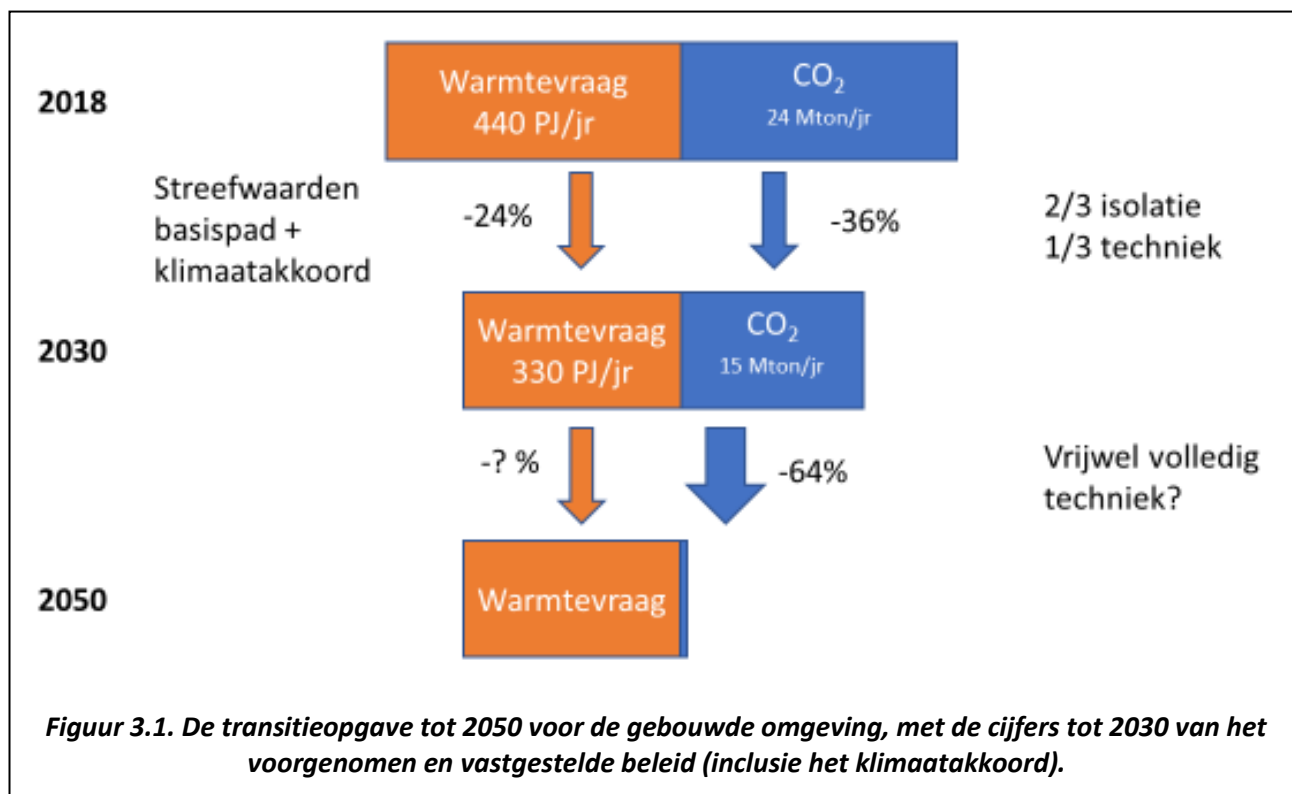 2018
Warmtevraag
440 PJ/jr
CO₂
24 Mton/jr
Streefwaarden
basispad +
klimaatakkoord
-24%
-36%
2/3 isolatie
1/3 techniek
2030
Warmtevraag
330 PJ/jr
CO₂
15 Mton/jr
-? %
-64%
Vrijwel volledig
techniek?
2050
Warmtevraag
Figuur 3.1. De transitieopgave tot 2050 voor de gebouwde omgeving, met de cijfers tot 2030 van het
voorgenomen en vastgestelde beleid (inclusie het klimaatakkoord).